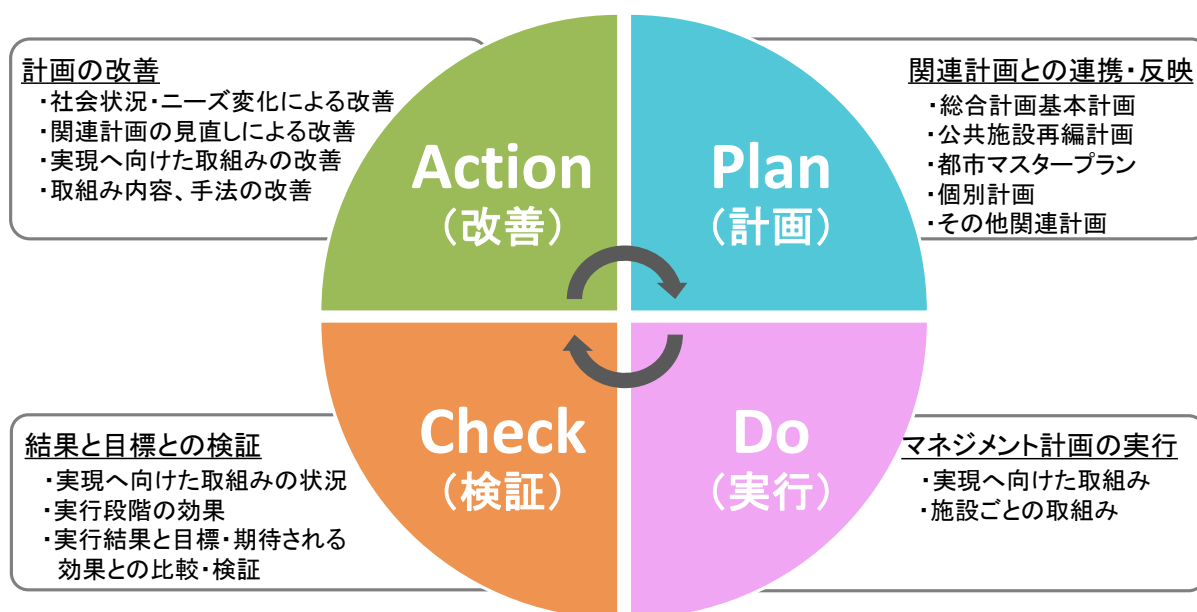 計画の改善
・社会状況・ニーズ変化による改善
・関連計画の見直しによる改善
・実現へ向けた取組みの改善
・取組み内容、手法の改善
Action
（改善）
Plan
（計画）
関連計画との連携・反映
・総合計画基本計画
・公共施設再編計画
・都市マスタープラン
・個別計画
・その他関連計画
結果と目標との検証
・実現へ向けた取組みの状況
・実行段階の効果
・実行結果と目標・期待される
効果との比較・検証
Check
（検証）
Do
（実行）
マネジメント計画の実行
・実現へ向けた取組み
・施設ごとの取組み